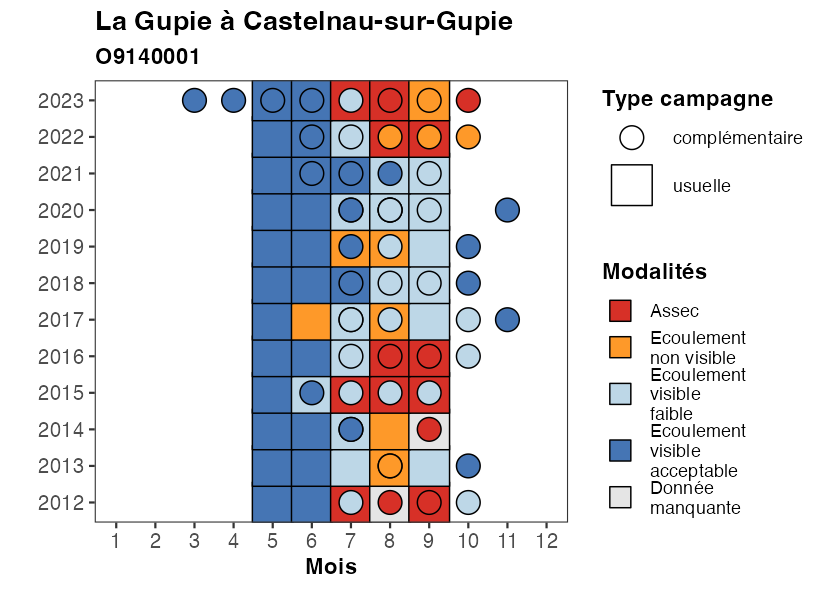 La Gupie à Castelnau-sur-Gupie
O9140001
2023
2022
2021
2020
2019
2018
2017
2016
2015
2014
2013
2012
1 2 3 4 5 6 7 8 9 10 11 12
Mois
Type campagne
complémentaire
usuelle
Modalités
Assec
Ecoulement
non visible
Ecoulement
visible
faible
Ecoulement
visible
acceptable
Donnée
manquante